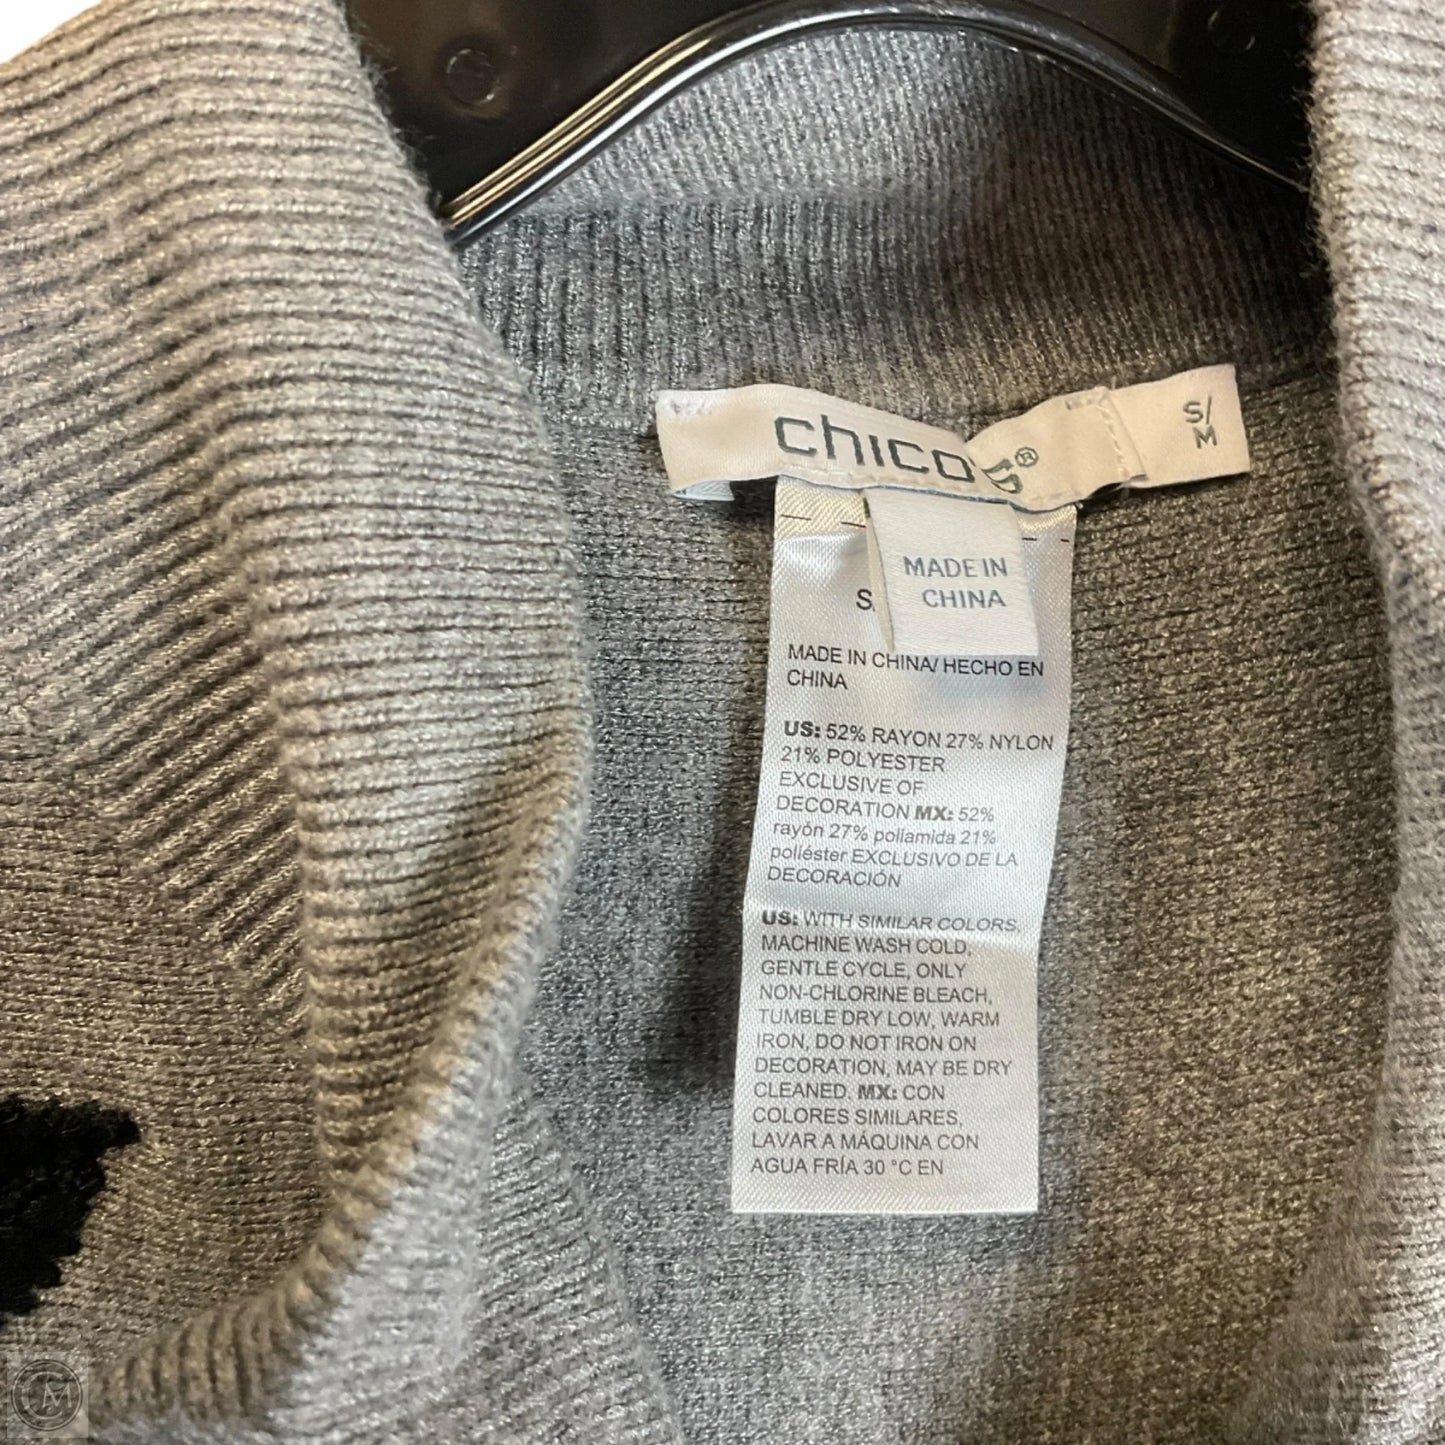 chico's®
S/
M
MADE IN
CHINA
S
MADE IN CHINA/ HECHO EN
CHINA
US: 52% RAYON 27% NYLON
21% POLYESTER
EXCLUSIVE OF
DECORATION MX: 52%
rayón 27% poliamida 21%
poliéster EXCLUSIVO DE LA
DECORACIÓN
US: WITH SIMILAR COLORS,
MACHINE WASH COLD,
GENTLE CYCLE, ONLY
NON-CHLORINE BLEACH,
TUMBLE DRY LOW, WARM
IRON, DO NOT IRON ON
DECORATION, MAY BE DRY
CLEANED. MX: CON
COLORES SIMILARES,
LAVAR A MÁQUINA CON
AGUA FRÍA 30 °C EN